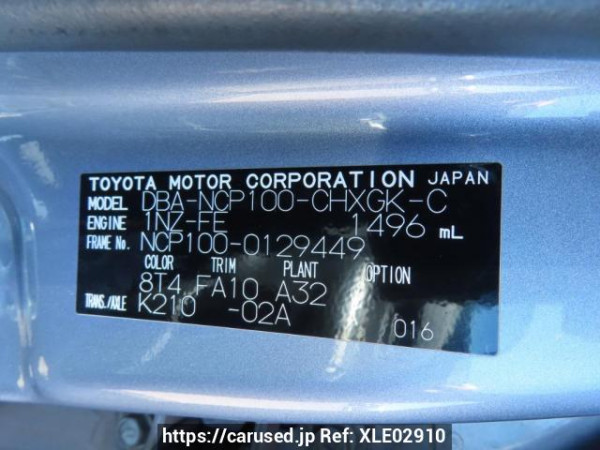 TOYOTA MOTOR CORPORATION JAPAN
MODEL DBA-NCP100-CHXGK-C
ENGINE 1NZ-FE 1496 mL
FRAME No. NCP100-0129449
COLOR TRIM PLANT OPTION
8T4 FA10 A32
TRANS./AXLE K210 -02A
016
https://carused.jp Ref: XLE02910